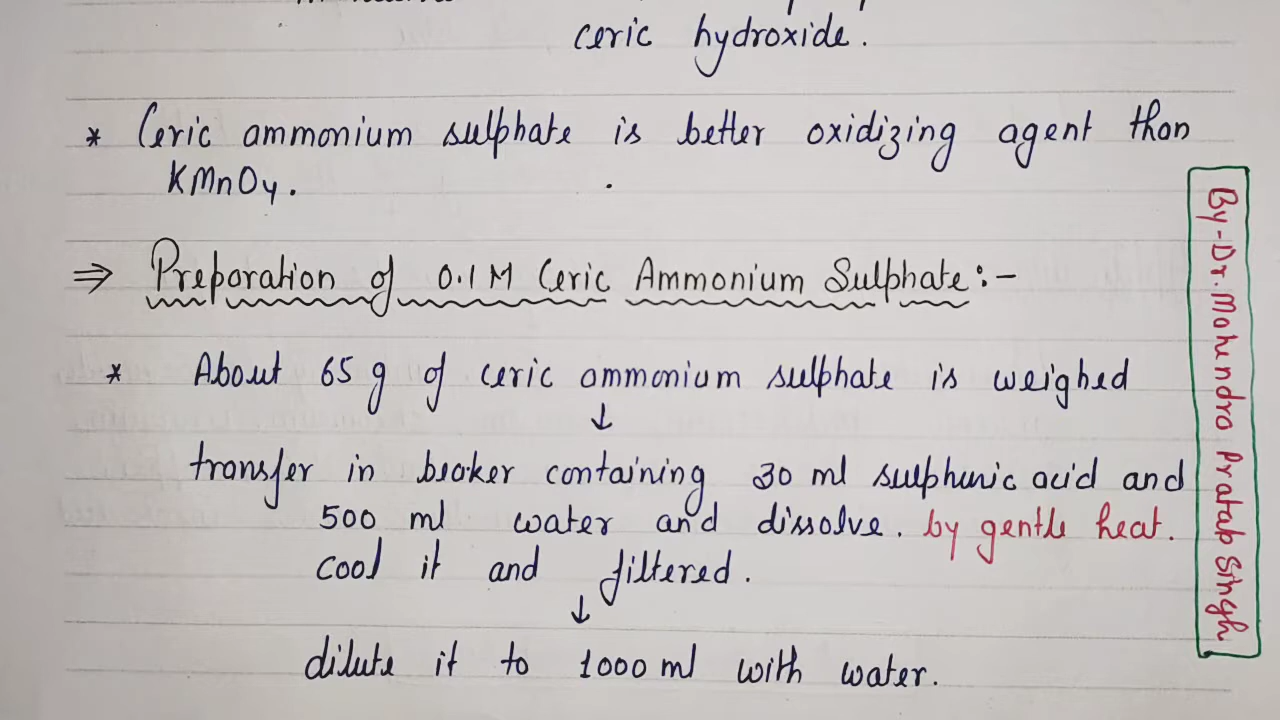 ceric hydroxide.
* Ceric ammonium sulphate is better oxidizing agent than
KMnO4.
⇒ Preparation of 0.1 M Ceric Ammonium Sulphate:-
* About 65 g of ceric ammonium sulphate is weighed
↓
transfer in beaker containing 30 ml sulphuric acid and
500 ml water and dissolve. by gentle heat.
cool it and filtered.
↓
dilute it to 1000 ml with water.
By-Dr. Mahendra Pratab Singh